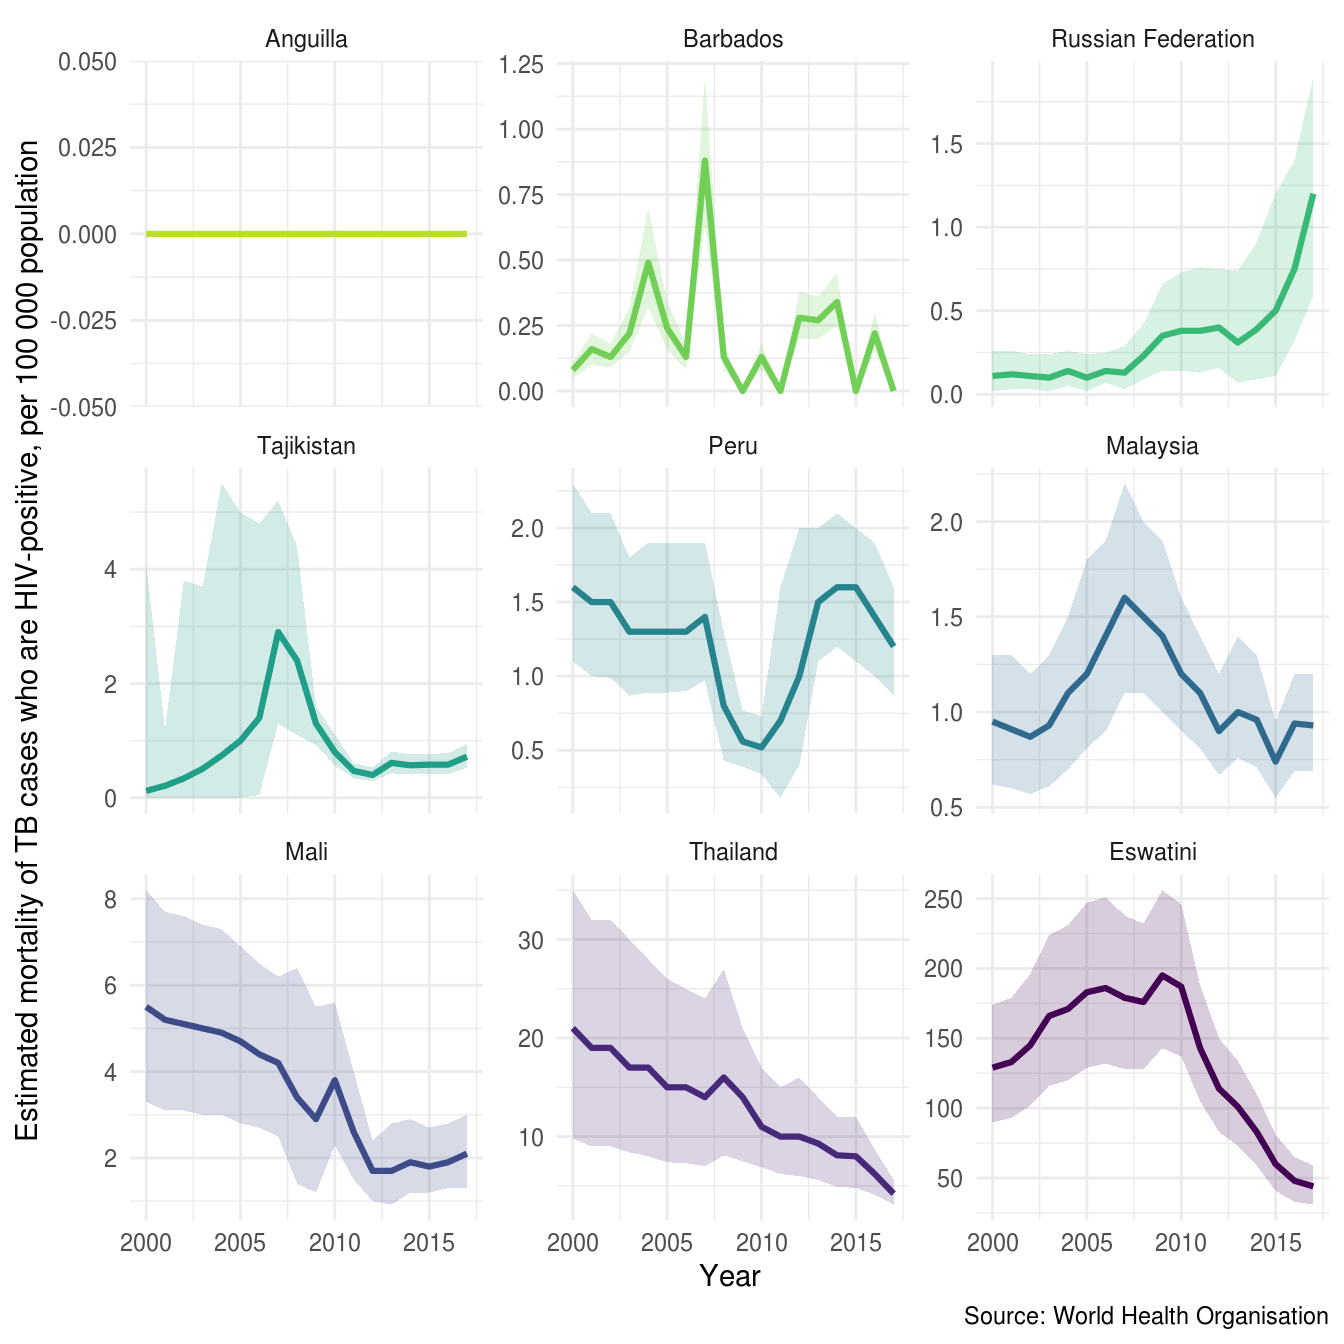 Anguilla
Barbados
Russian Federation
0.050
0.025
0.000
-0.025
-0.050
1.25
1.00
0.75
0.50
0.25
0.00
1.5
1.0
0.5
0.0
Tajikistan
Peru
Malaysia
4
2
0
2.0
1.5
1.0
0.5
2.0
1.5
1.0
0.5
Mali
Thailand
Eswatini
8
6
4
2
30
20
10
250
200
150
100
50
2000 2005 2010 2015
2000 2005 2010 2015
2000 2005 2010 2015
Estimated mortality of TB cases who are HIV-positive, per 100 000 population
Year
Source: World Health Organisation